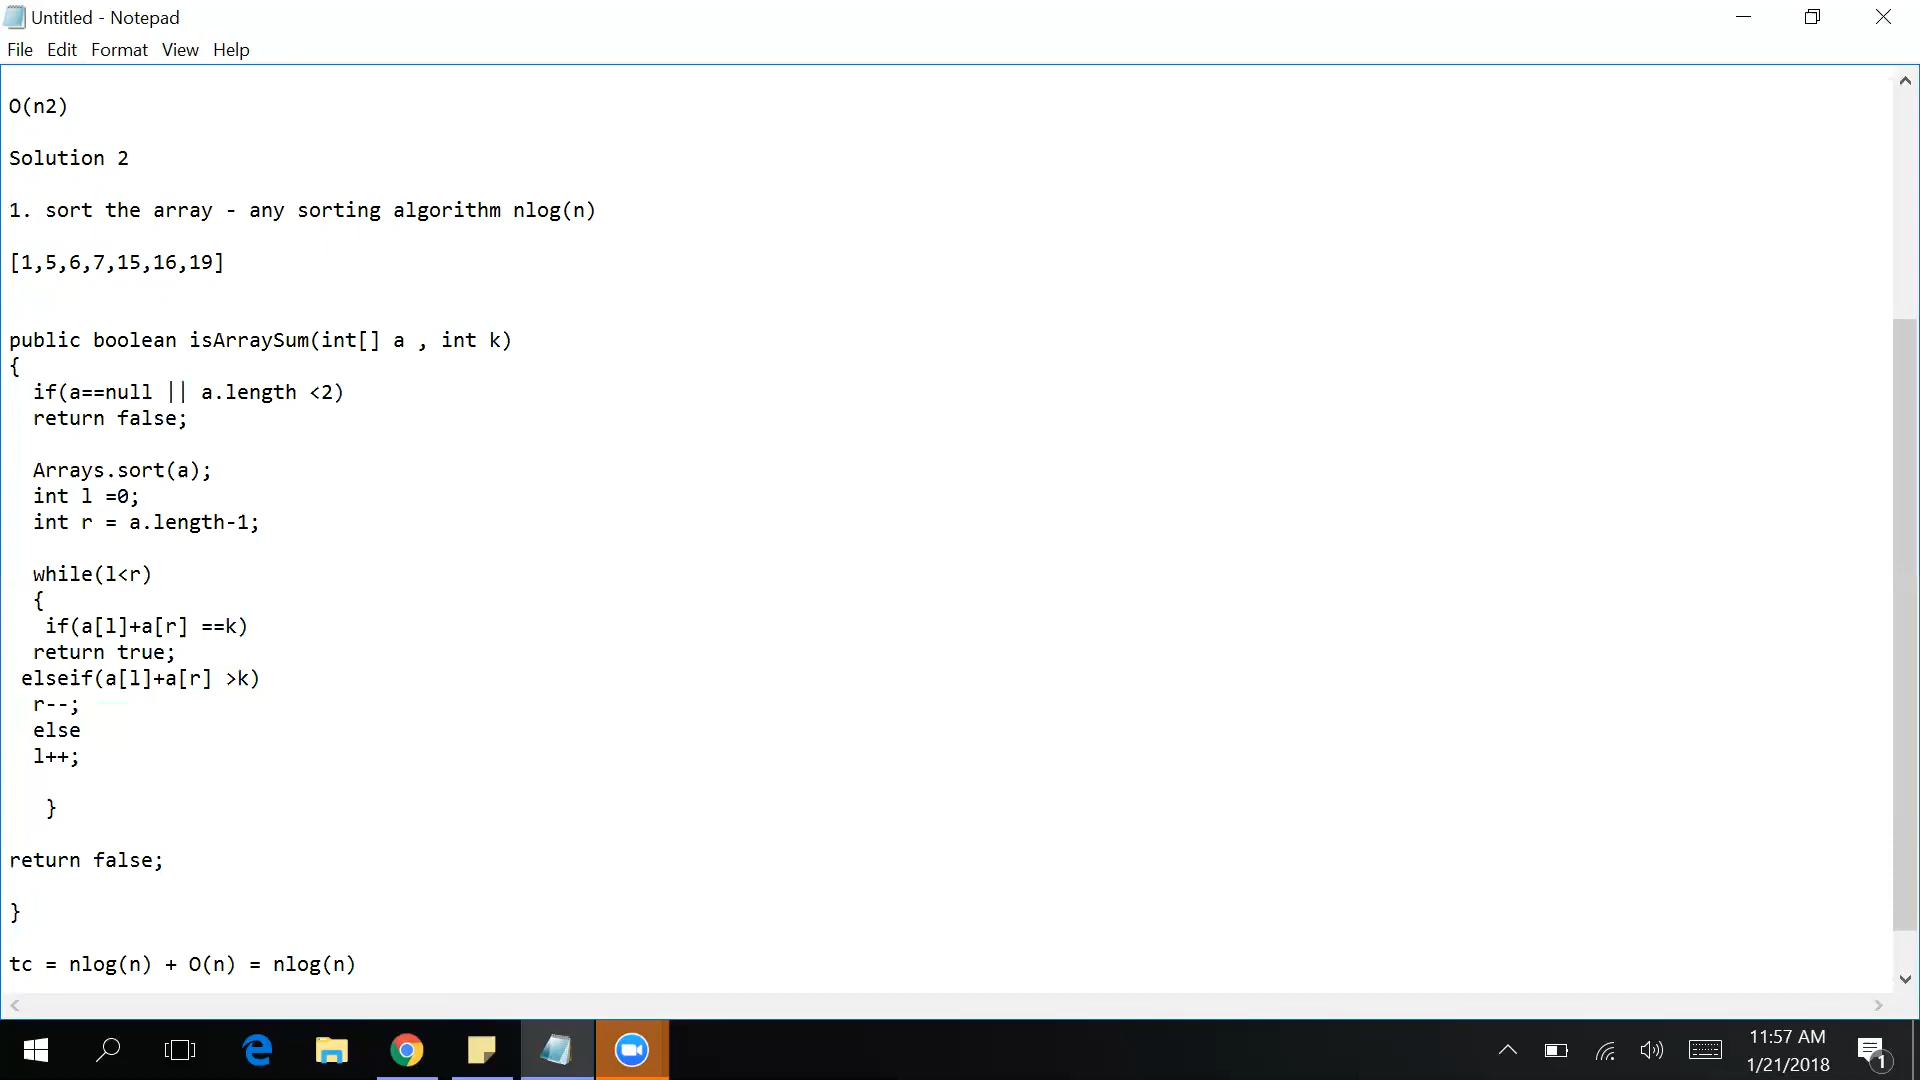 Untitled - Notepad
File Edit Format View Help
O(n2)
Solution 2
1. sort the array - any sorting algorithm nlog(n)
[1,5,6,7,15,16,19]
public boolean isArraySum(int[] a , int k)
{
if(a==null || a.length <2)
return false;
Arrays.sort(a);
int l =0;
int r = a.length-1;
while(l<r)
{
if(a[l]+a[r] ==k)
return true;
elseif(a[l]+a[r] >k)
r--;
else
l++;
}
return false;
}
tc = nlog(n) + O(n) = nlog(n)
11:57 AM
1/21/2018
1